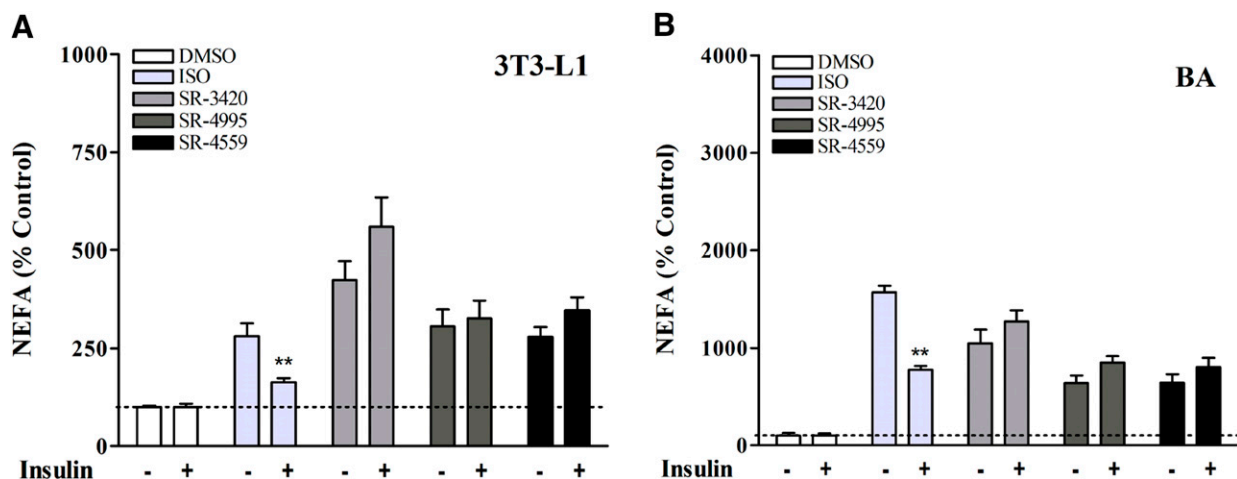 A
1000
750
500
250
0
NEFA (% Control)
DMSO
ISO
SR-3420
SR-4995
SR-4559
3T3-L1
**
Insulin - + - + - + - + - +
B
4000
3000
2000
1000
0
NEFA (% Control)
DMSO
ISO
SR-3420
SR-4995
SR-4559
BA
**
Insulin - + - + - + - + - +